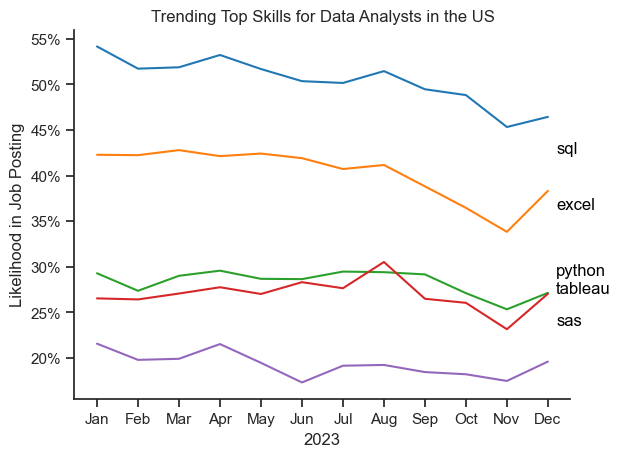 Trending Top Skills for Data Analysts in the US
Likelihood in Job Posting
55%
50%
45%
40%
35%
30%
25%
20%
sql
excel
python
tableau
sas
Jan Feb Mar Apr May Jun Jul Aug Sep Oct Nov Dec
2023